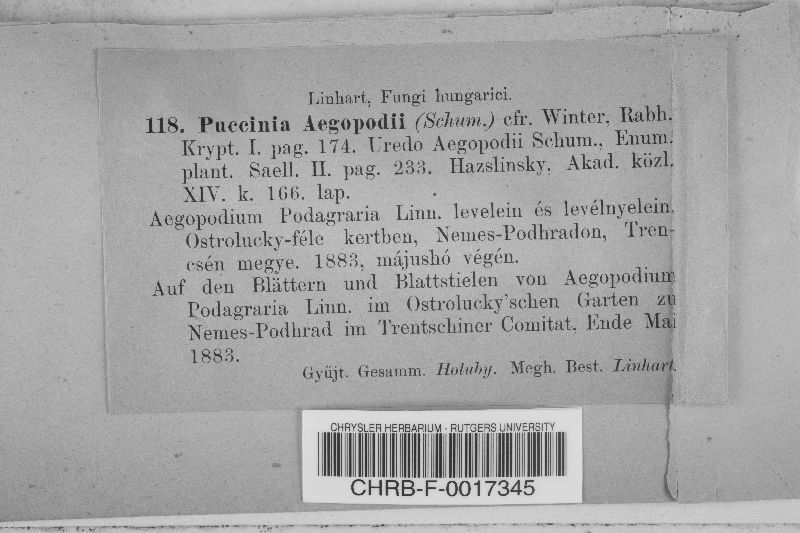 Linhart, Fungi hungarici.
118. Puccinia Aegopodii (Schum.) cfr. Winter, Rabh.
Krypt. I. pag. 174. Uredo Aegopodii Schum., Enum.
plant. Saell. II. pag. 233. Hazslinsky, Akad. közl.
XIV. k. 166. lap.
Aegopodium Podagraria Linn. levelein és levélnyelein,
Ostrolucky-féle kertben, Nemes-Podhradon, Tren-
csén megye. 1883, májushó végén.
Auf den Blättern und Blattstielen von Aegopodium
Podagraria Linn. im Ostrolucky'schen Garten zu
Nemes-Podhrad im Trentschiner Comitat, Ende Mai
1883.
Gyűjt. Gesamm. Holuby. Megh. Best. Linhart.
CHRYSLER HERBARIUM - RUTGERS UNIVERSITY
CHRB-F-0017345